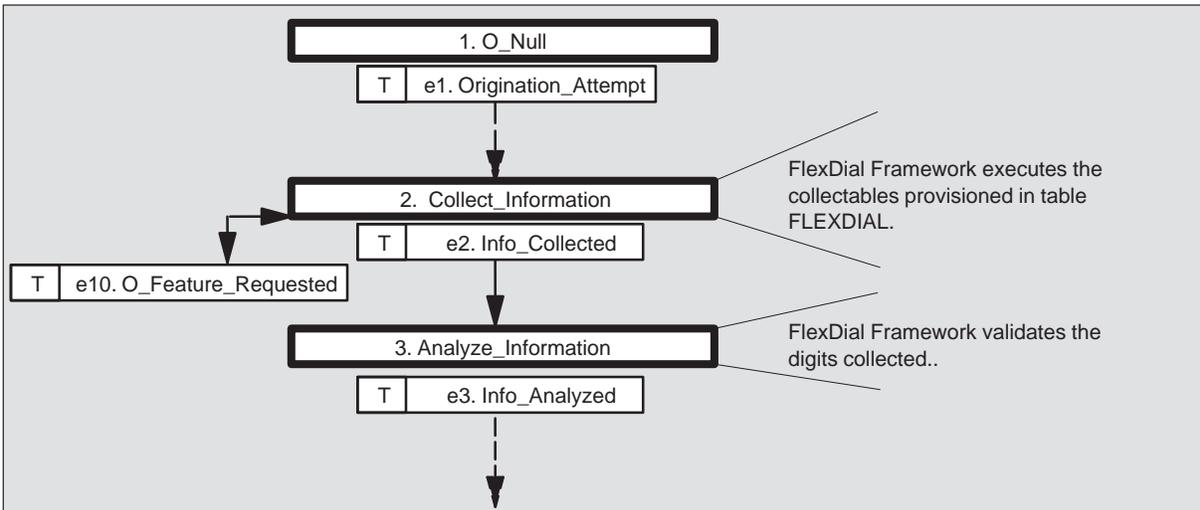 1. O_Null
T e1. Origination_Attempt
FlexDial Framework executes the
collectables provisioned in table
FLEXDIAL.
2. Collect_Information
T e2. Info_Collected
T e10. O_Feature_Requested
3. Analyze_Information
FlexDial Framework validates the
digits collected..
T e3. Info_Analyzed